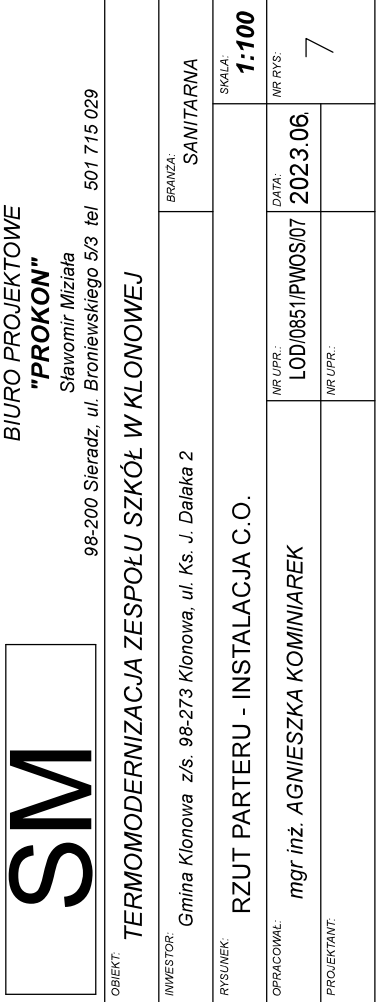 SM
BIURO PROJEKTOWE
"PROKON"
Sławomir Miziała
98-200 Sieradz, ul. Broniewskiego 5/3 tel 501 715 029
OBIEKT: TERMOMODERNIZACJA ZESPOŁU SZKÓŁ W KLONOWEJ
INWESTOR: Gmina Klonowa z/s. 98-273 Klonowa, ul. Ks. J. Dalaka 2
BRANŻA: SANITARNA
RYSUNEK: RZUT PARTERU - INSTALACJA C.O.
SKALA: 1:100
OPRACOWAŁ: mgr inż. AGNIESZKA KOMINIAREK
NR UPR.: LOD/0851/PWOS/07
DATA: 2023.06.
NR RYS: 7
PROJEKTANT:
NR UPR.: